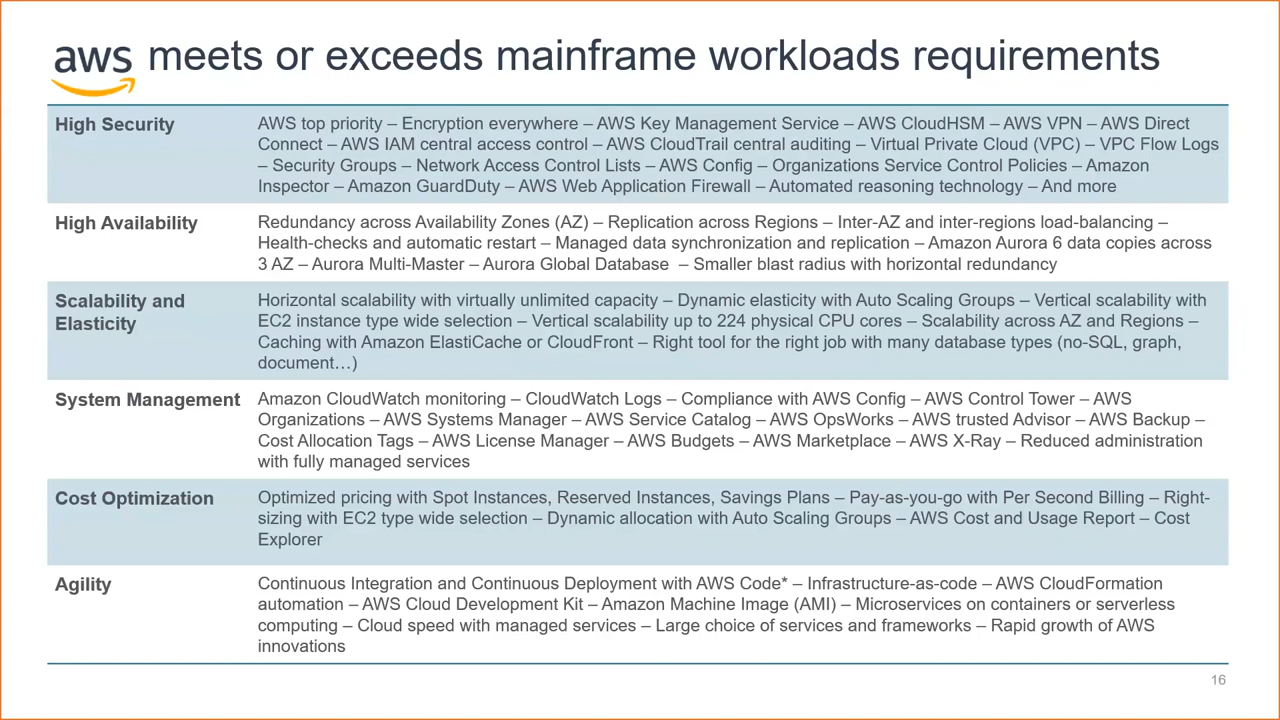 aws meets or exceeds mainframe workloads requirements
High Security
AWS top priority – Encryption everywhere – AWS Key Management Service – AWS CloudHSM – AWS VPN – AWS Direct
Connect – AWS IAM central access control – AWS CloudTrail central auditing – Virtual Private Cloud (VPC) – VPC Flow Logs
– Security Groups – Network Access Control Lists – AWS Config – Organizations Service Control Policies – Amazon
Inspector – Amazon GuardDuty – AWS Web Application Firewall – Automated reasoning technology – And more
High Availability
Redundancy across Availability Zones (AZ) – Replication across Regions – Inter-AZ and inter-regions load-balancing –
Health-checks and automatic restart – Managed data synchronization and replication – Amazon Aurora 6 data copies across
3 AZ – Aurora Multi-Master – Aurora Global Database – Smaller blast radius with horizontal redundancy
Scalability and
Elasticity
Horizontal scalability with virtually unlimited capacity – Dynamic elasticity with Auto Scaling Groups – Vertical scalability with
EC2 instance type wide selection – Vertical scalability up to 224 physical CPU cores – Scalability across AZ and Regions –
Caching with Amazon ElastiCache or CloudFront – Right tool for the right job with many database types (no-SQL, graph,
document…)
System Management
Amazon CloudWatch monitoring – CloudWatch Logs – Compliance with AWS Config – AWS Control Tower – AWS
Organizations – AWS Systems Manager – AWS Service Catalog – AWS OpsWorks – AWS trusted Advisor – AWS Backup –
Cost Allocation Tags – AWS License Manager – AWS Budgets – AWS Marketplace – AWS X-Ray – Reduced administration
with fully managed services
Cost Optimization
Optimized pricing with Spot Instances, Reserved Instances, Savings Plans – Pay-as-you-go with Per Second Billing – Right-
sizing with EC2 type wide selection – Dynamic allocation with Auto Scaling Groups – AWS Cost and Usage Report – Cost
Explorer
Agility
Continuous Integration and Continuous Deployment with AWS Code* – Infrastructure-as-code – AWS CloudFormation
automation – AWS Cloud Development Kit – Amazon Machine Image (AMI) – Microservices on containers or serverless
computing – Cloud speed with managed services – Large choice of services and frameworks – Rapid growth of AWS
innovations
16